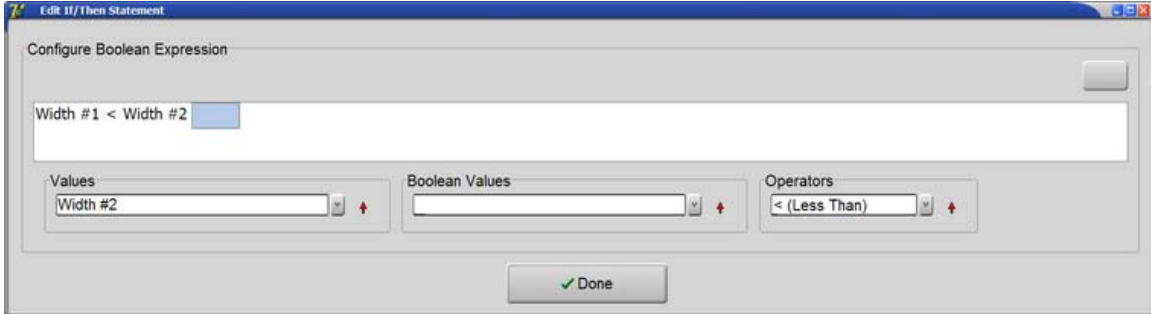 Edit If/Then Statement
Configure Boolean Expression
Width #1 < Width #2
Values
Boolean Values
Operators
Width #2
< (Less Than)
Done